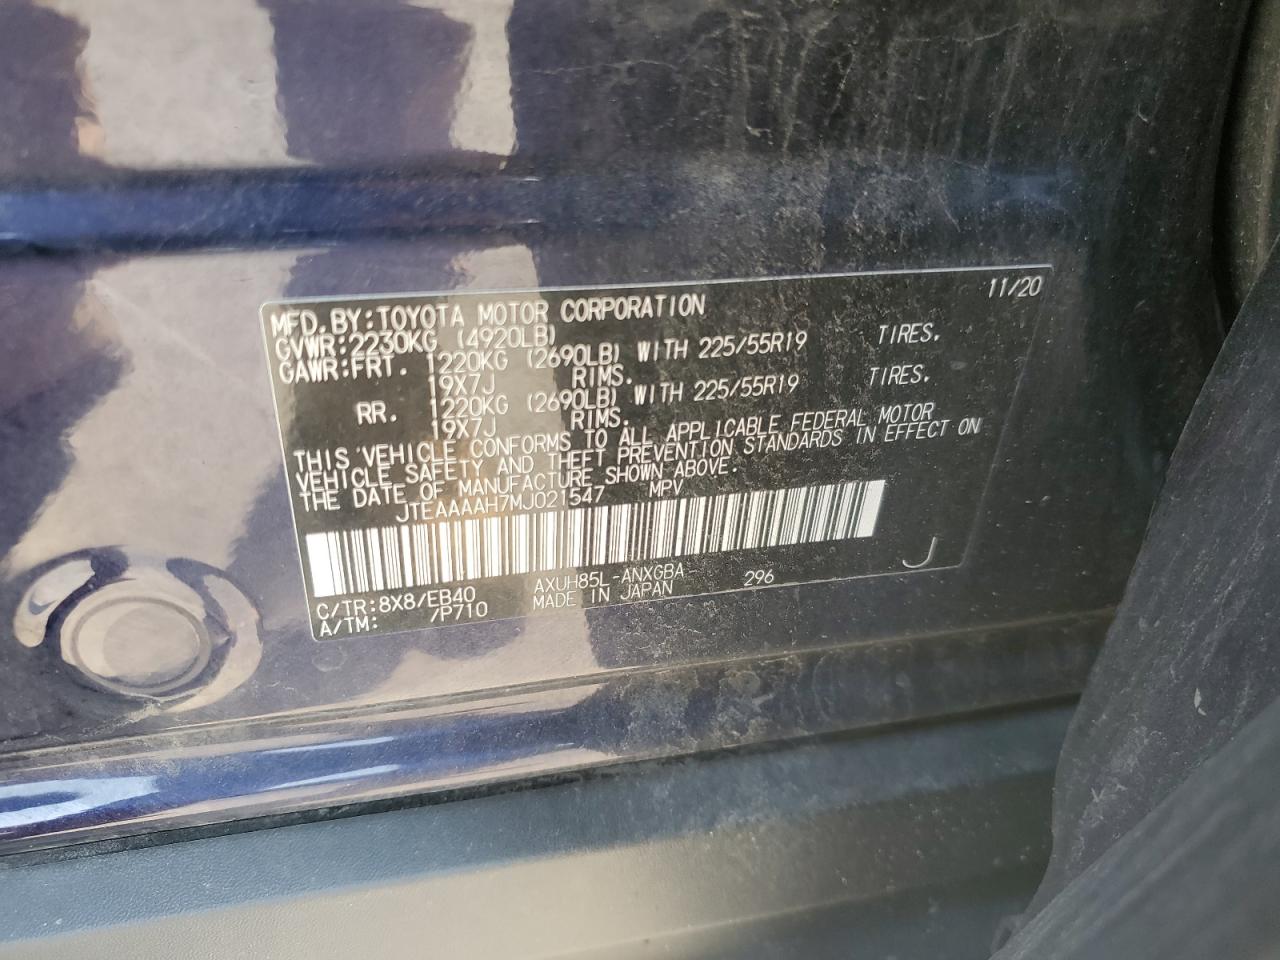 11/20
MFD.BY:TOYOTA MOTOR CORPORATION
GVWR:2230KG (4920LB)
GAWR:FRT. 1220KG (2690LB) WITH 225/55R19 TIRES.
19X7J RIMS.
RR. 1220KG (2690LB) WITH 225/55R19 TIRES.
19X7J RIMS.
THIS VEHICLE CONFORMS TO ALL APPLICABLE FEDERAL MOTOR
VEHICLE SAFETY AND THEFT PREVENTION STANDARDS IN EFFECT ON
THE DATE OF MANUFACTURE SHOWN ABOVE.
JTEAAAAH7MJ021547 MPV
C/TR:8X8/EB40 AXUH85L-ANXGBA 296 J
A/TM: /P710 MADE IN JAPAN